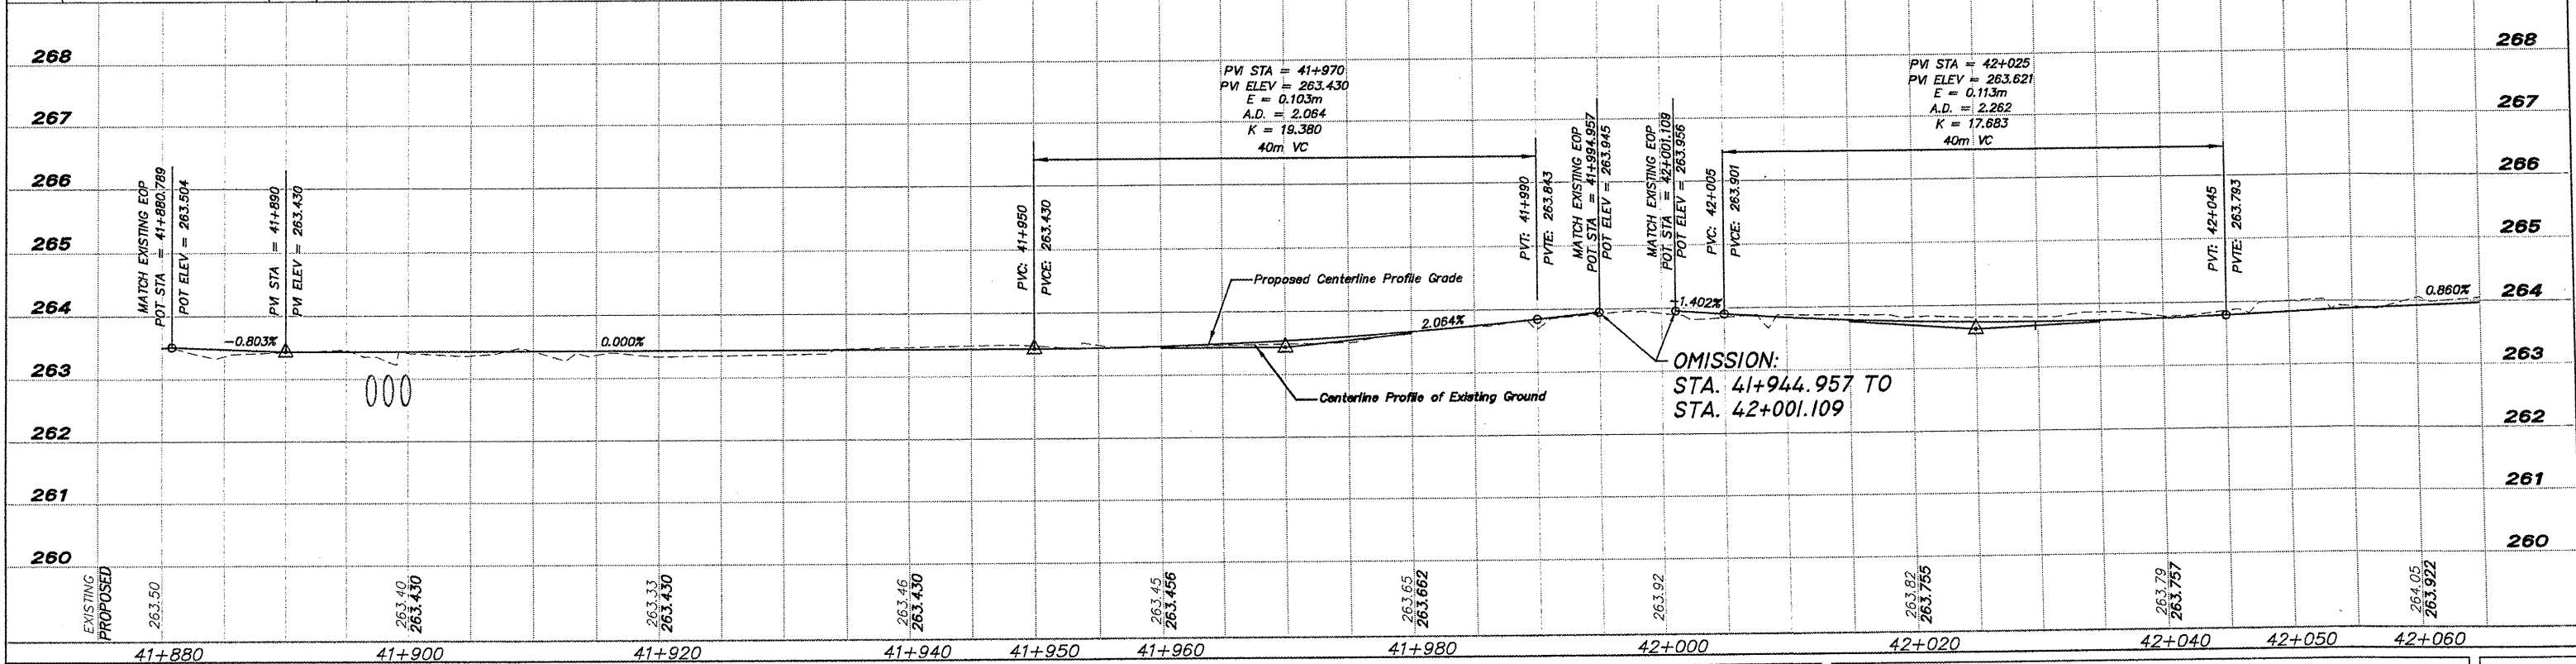 268
267
266
265
264
263
262
261
260
268
267
266
265
264
263
262
261
260
MATCH EXISTING EOP
POT STA = 41+880.789
POT ELEV = 263.504
PVI STA = 41+890
PVI ELEV = 263.430
-0.803%
0.000%
PVC: 41+950
PVCE: 263.430
PVI STA = 41+970
PVI ELEV = 263.430
E = 0.103m
A.D. = 2.064
K = 19.380
40m VC
Proposed Centerline Profile Grade
Centerline Profile of Existing Ground
2.064%
PVT: 41+990
PVTE: 263.843
MATCH EXISTING EOP
POT STA = 41+994.957
POT ELEV = 263.945
MATCH EXISTING EOP
POT STA = 42+001.109
POT ELEV = 263.956
PVC: 42+005
PVCE: 263.901
-1.402%
OMISSION:
STA. 41+944.957 TO
STA. 42+001.109
PVI STA = 42+025
PVI ELEV = 263.621
E = 0.113m
A.D. = 2.262
K = 17.683
40m VC
PVT: 42+045
PVTE: 263.793
0.860%
EXISTING
PROPOSED
263.50
263.40
263.430
263.33
263.430
263.46
263.430
263.45
263.456
263.65
263.662
263.92
263.82
263.755
263.79
263.757
264.05
263.922
41+880 41+900 41+920 41+940 41+950 41+960 41+980 42+000 42+020 42+040 42+050 42+060